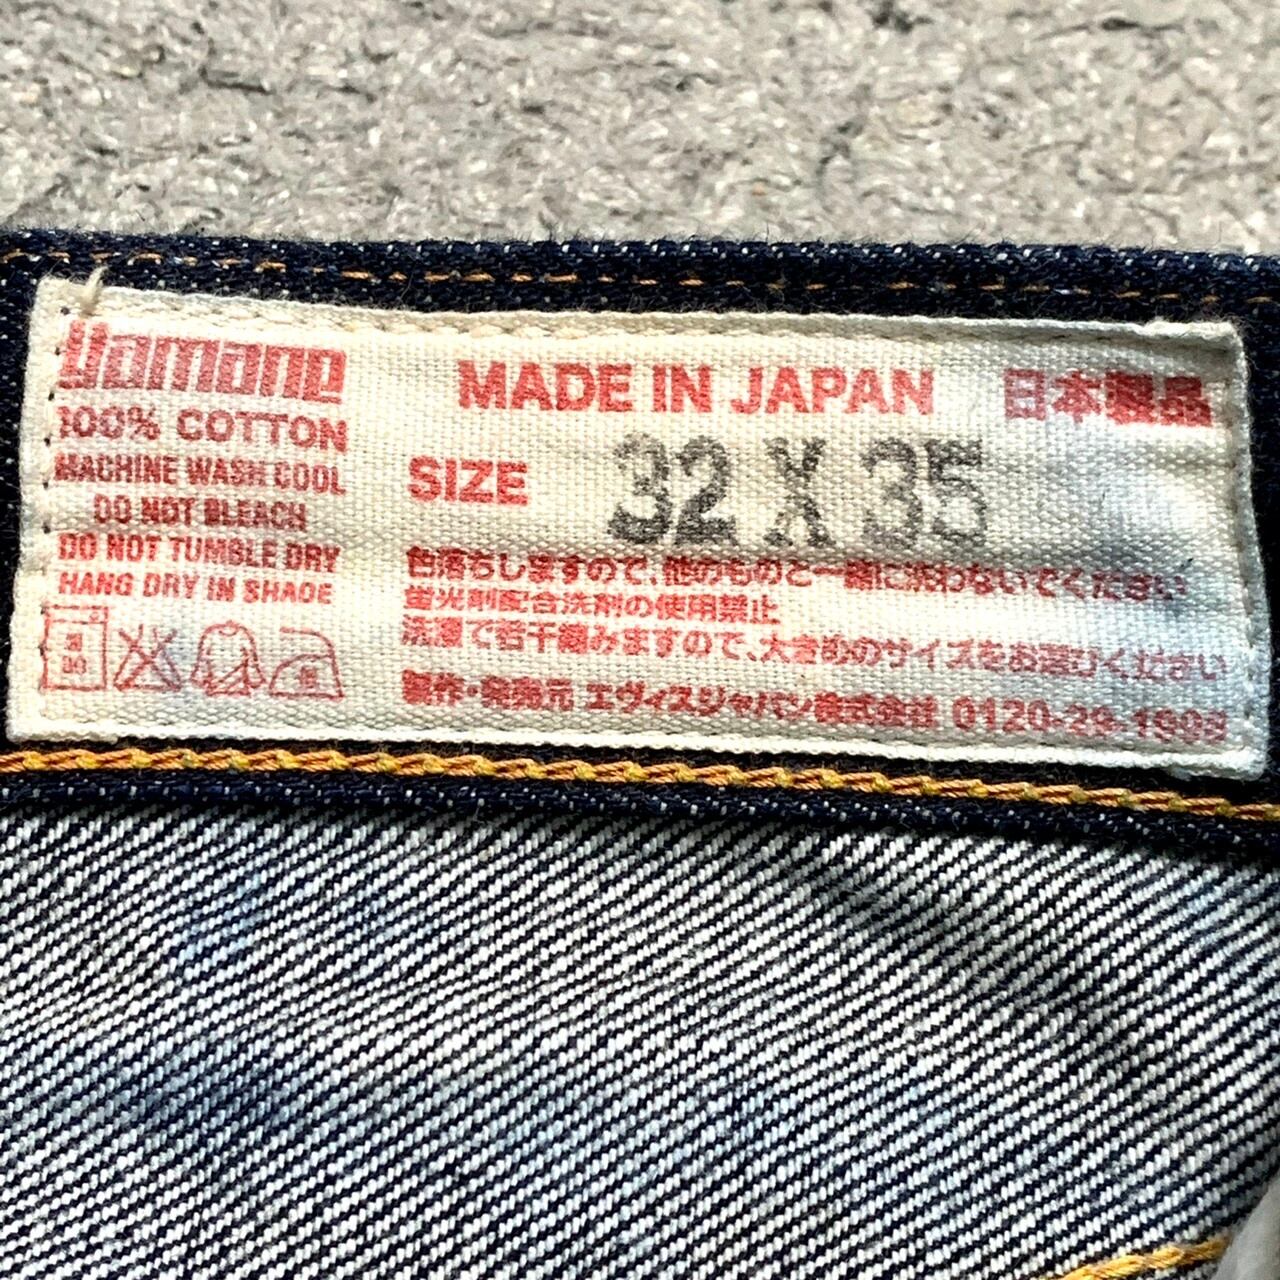 Yamane
100% COTTON
MACHINE WASH COOL
DO NOT BLEACH
DO NOT TUMBLE DRY
HANG DRY IN SHADE
MADE IN JAPAN 日本製品
SIZE 32 X 35
色落ちしますので、他のものと一緒に洗わないでください
蛍光剤配合洗剤の使用禁止
洗濯で若干縮みますので、大きめのサイズをお選びください
製作・発売元 エヴィスジャパン株式会社 0120-29-1998